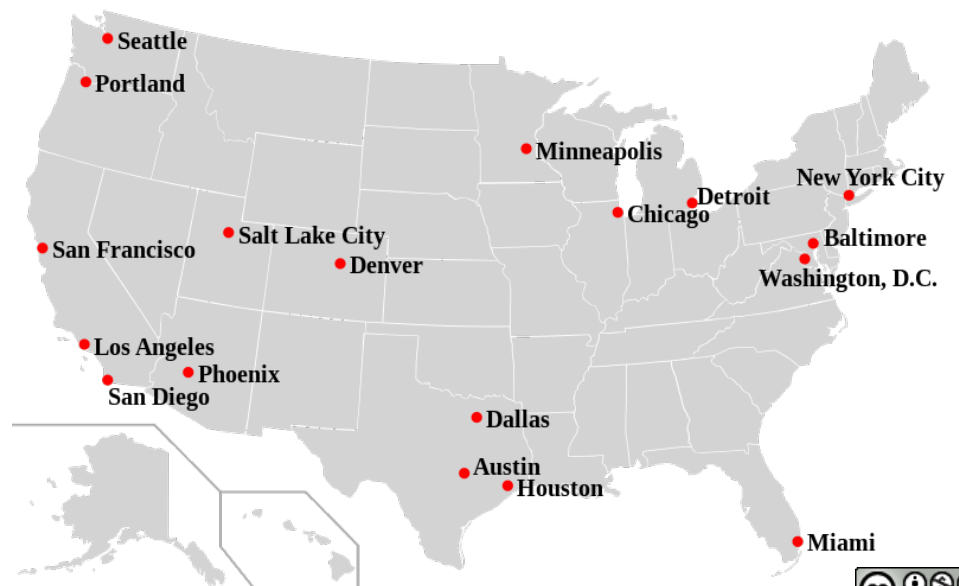 Seattle
Portland
Minneapolis
New York City
Detroit
Chicago
Salt Lake City
Baltimore
San Francisco
Denver
Washington, D.C.
Los Angeles
Phoenix
San Diego
Dallas
Austin
Houston
Miami